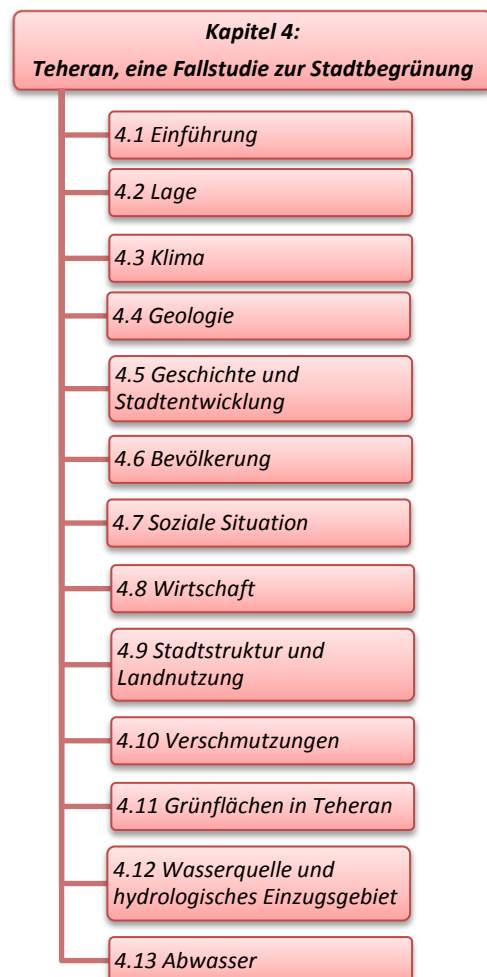 Kapitel 4:
Teheran, eine Fallstudie zur Stadtbegrünung
4.1 Einführung
4.2 Lage
4.3 Klima
4.4 Geologie
4.5 Geschichte und
Stadtentwicklung
4.6 Bevölkerung
4.7 Soziale Situation
4.8 Wirtschaft
4.9 Stadtstruktur und
Landnutzung
4.10 Verschmutzungen
4.11 Grünflächen in Teheran
4.12 Wasserquelle und
hydrologisches Einzugsgebiet
4.13 Abwasser